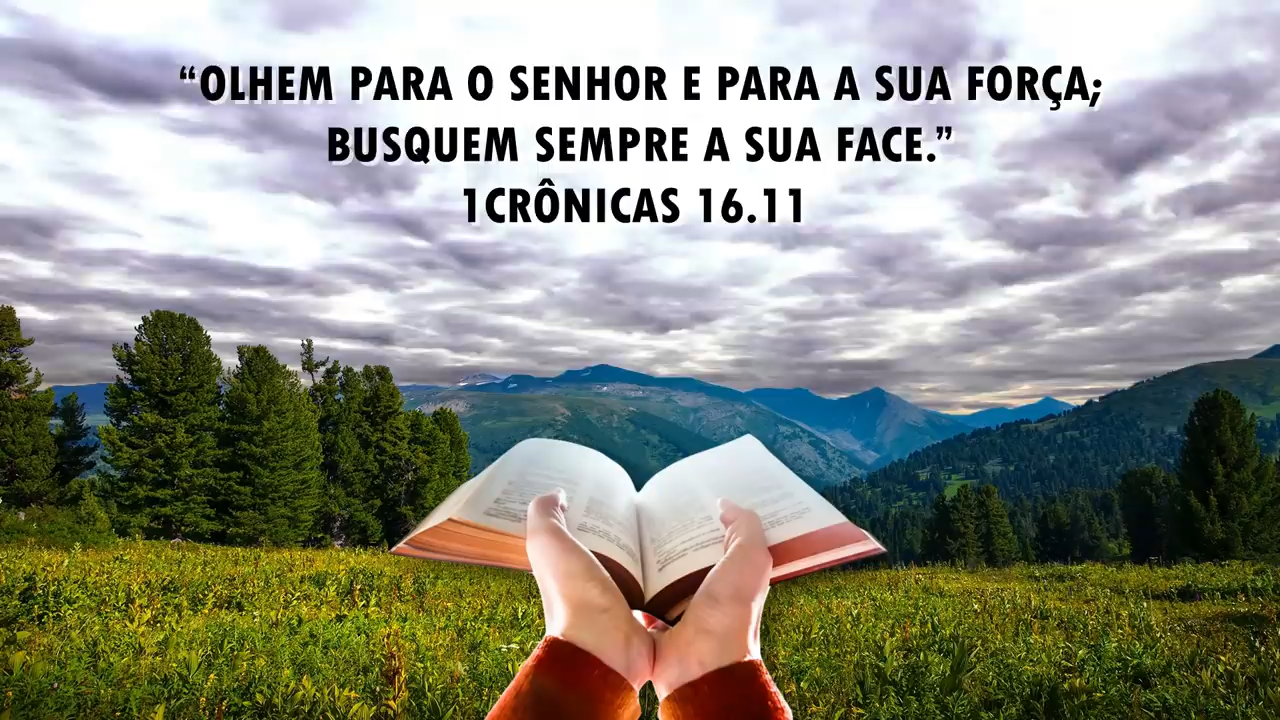 “OLHEM PARA O SENHOR E PARA A SUA FORÇA;
BUSQUEM SEMPRE A SUA FACE.”
1CRÔNICAS 16.11